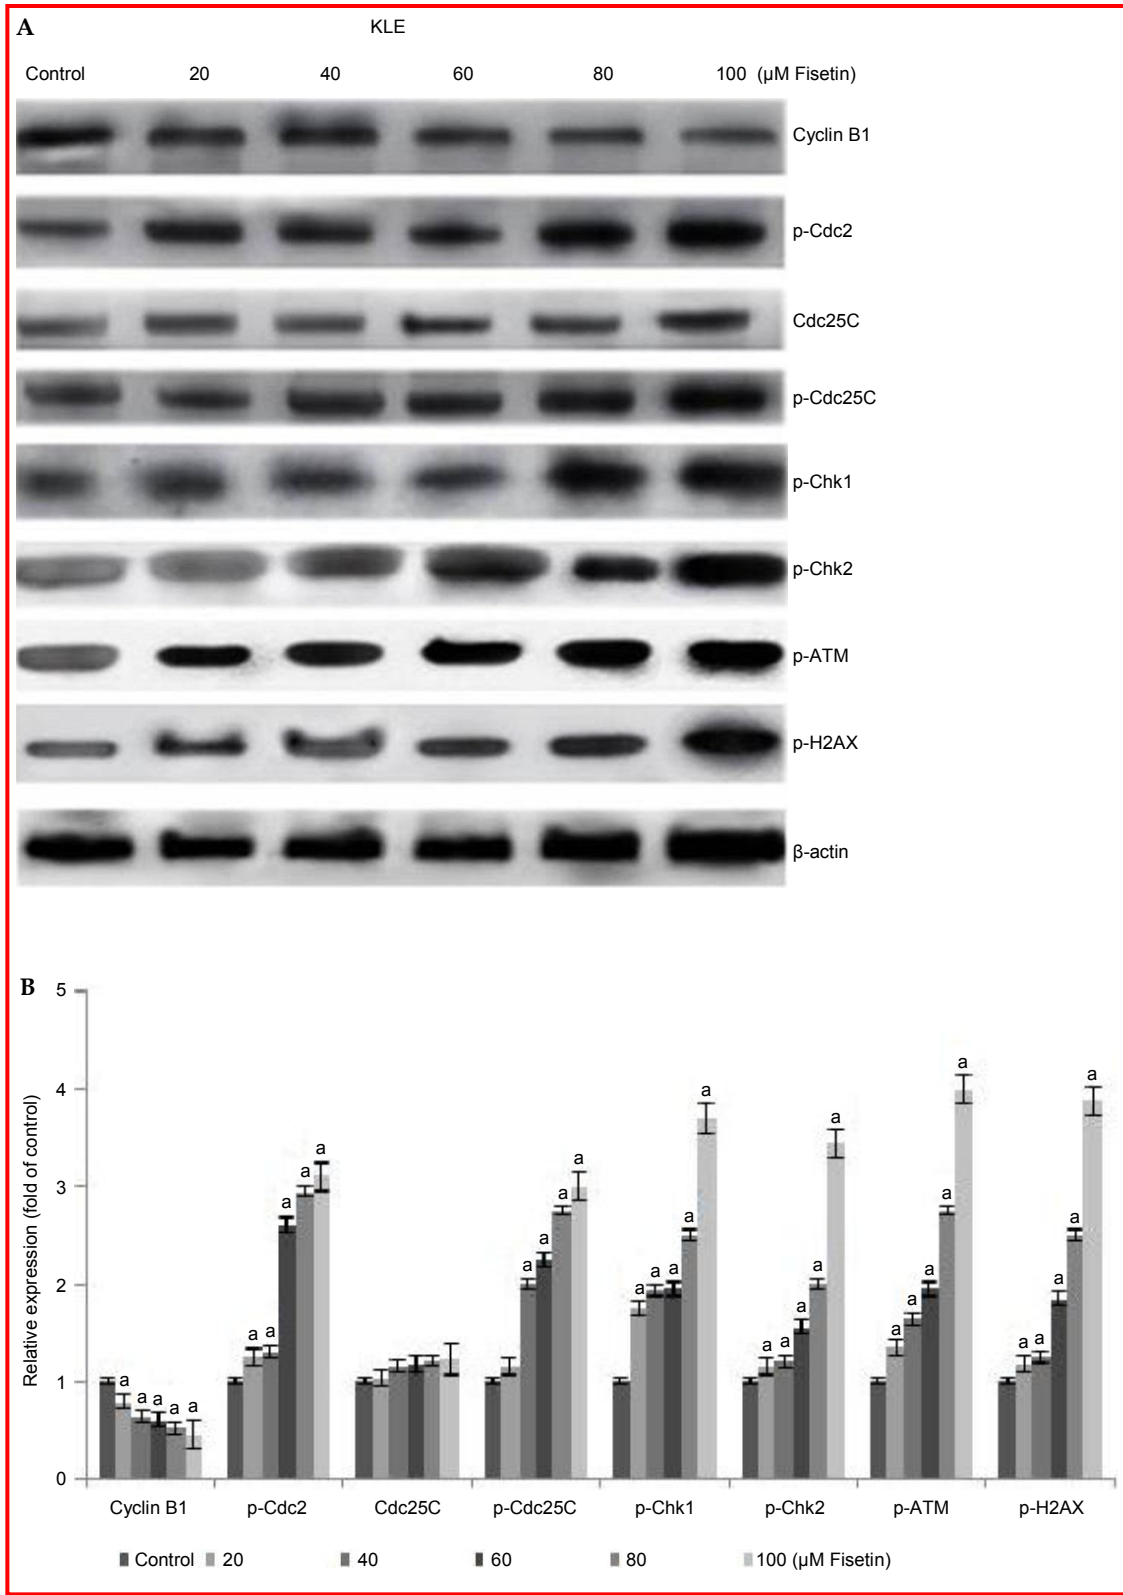 A
KLE
Control 20 40 60 80 100 (µM Fisetin)
Cyclin B1
p-Cdc2
Cdc25C
p-Cdc25C
p-Chk1
p-Chk2
p-ATM
p-H2AX
β-actin
B
Relative expression (fold of control)
5
4
3
2
1
0
a a a a a
a a a a a
a a a a
a a a a a
a a a a a
a a a a a
a a a a a
Cyclin B1 p-Cdc2 Cdc25C p-Cdc25C p-Chk1 p-Chk2 p-ATM p-H2AX
Control 20 40 60 80 100 (µM Fisetin)